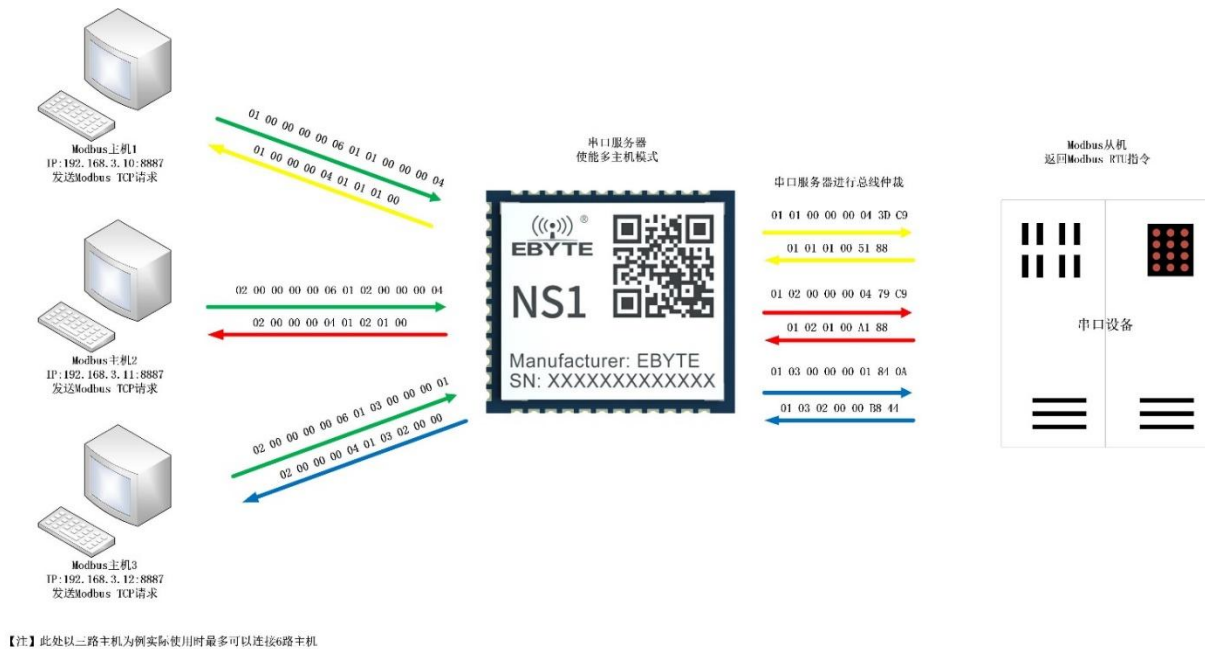 Modbus主机1
IP:192.168.3.10:8887
发送Modbus TCP请求
01 00 00 00 00 06 01 01 00 00 00 04
01 00 00 00 04 01 01 01 00
Modbus主机2
IP:192.168.3.11:8887
发送Modbus TCP请求
02 00 00 00 00 06 01 02 00 00 00 04
02 00 00 00 04 01 02 01 00
Modbus主机3
IP:192.168.3.12:8887
发送Modbus TCP请求
02 00 00 00 00 06 01 03 00 00 00 01
02 00 00 00 04 01 03 02 00 00
串口服务器
使能多主机模式
®
EBYTE
NS1
Manufacturer: EBYTE
SN: XXXXXXXXXXXXXX
串口服务器进行总线仲裁
01 01 00 00 00 04 3D C9
01 01 01 00 51 88
01 02 00 00 00 04 79 C9
01 02 01 00 A1 88
01 03 00 00 00 01 84 0A
01 03 02 00 00 B8 44
Modbus从机
返回Modbus RTU指令
串口设备
【注】此处以三路主机为例实际使用时最多可以连接6路主机